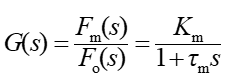 G(s) = F_m(s) / F_o(s) = K_m / (1 + τ_m s)